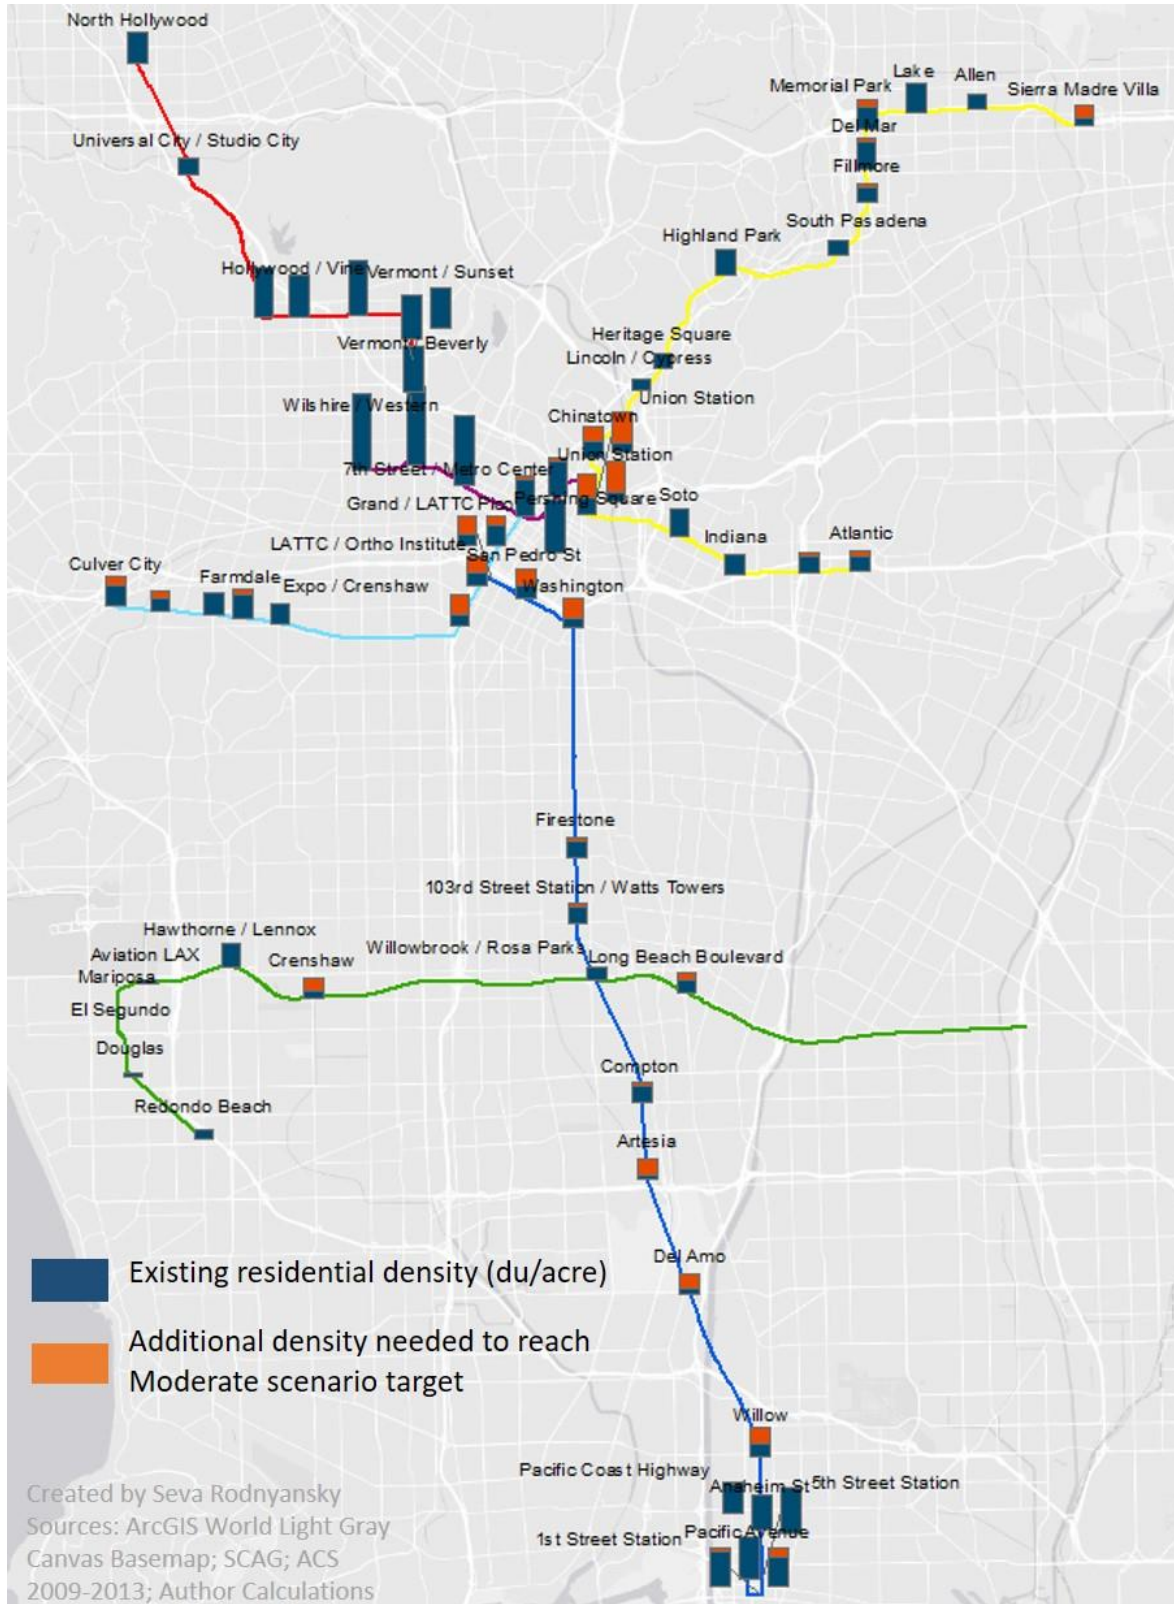 North Hollywood
Universal City / Studio City
Hollywood / Vine
Vermont / Sunset
Vermont / Beverly
Wilshire / Western
Memorial Park
Lake
Allen
Sierra Madre Villa
Del Mar
Fillmore
South Pasadena
Highland Park
Heritage Square
Lincoln / Cypress
Union Station
Chinatown
Union Station
7th Street / Metro Center
Grand / LATTC
Pico
Pershing Square
Soto
Indiana
Atlantic
LATTC / Ortho Institute
San Pedro St
Washington
Culver City
Farmdale
Expo / Crenshaw
Firestone
103rd Street Station / Watts Towers
Hawthorne / Lennox
Aviation LAX
Mariposa
El Segundo
Douglas
Redondo Beach
Crenshaw
Willowbrook / Rosa Parks
Long Beach Boulevard
Compton
Artesia
Del Amo
Willow
Pacific Coast Highway
Anaheim St
5th Street Station
1st Street Station
Pacific Avenue
Existing residential density (du/acre)
Additional density needed to reach
Moderate scenario target
Created by Seva Rodnyansky
Sources: ArcGIS World Light Gray
Canvas Basemap; SCAG; ACS
2009-2013; Author Calculations